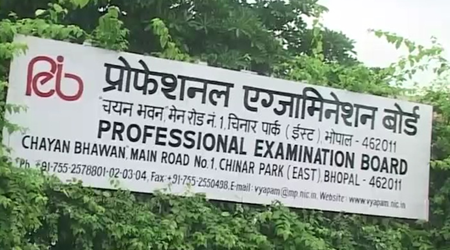 peb
प्रोफेशनल एग्जामिनेशन बोर्ड
"चयन भवन", मेन रोड नं. 1, चिनार पार्क ( ईस्ट ), भोपाल - 462011
PROFESSIONAL EXAMINATION BOARD
CHAYAN BHAWAN, MAIN ROAD No.1, CHINAR PARK (EAST), BHOPAL - 462011
Ph. +91-755-2578801-02-03-04, Fax: +91-755-2550498, E-mail: vyapam@mp.nic.in, Website: www.vyapam.nic.in